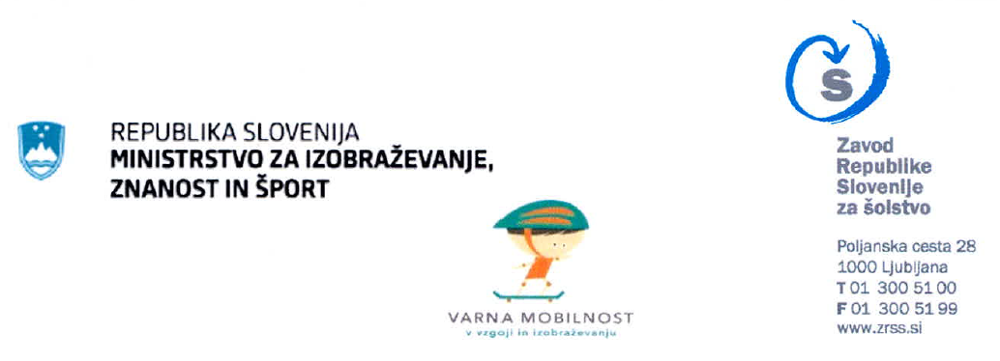 REPUBLIKA SLOVENIJA
MINISTRSTVO ZA IZOBRAŽEVANJE,
ZNANOST IN ŠPORT
VARNA MOBILNOST
v vzgoji in izobraževanju
Š
Zavod
Republike
Slovenije
za šolstvo
Poljanska cesta 28
1000 Ljubljana
T 01 300 51 00
F 01 300 51 99
www.zrss.si